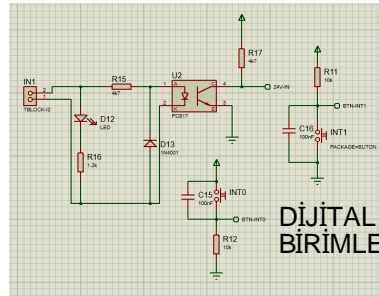 IN1
2
1
TBLOCK-I2
R15
4k7
D12
LED
R16
1.2k
D13
1N4001
U2
1
2
A
K
C
E
4
3
PC817
R17
4k7
24V-IN
C15
100nF
INT0
BTN-INT0
R12
10k
R11
10k
BTN-INT1
C16
100nF
INT1
PACKAGE=BUTON
DİJİTAL
BİRİMLE